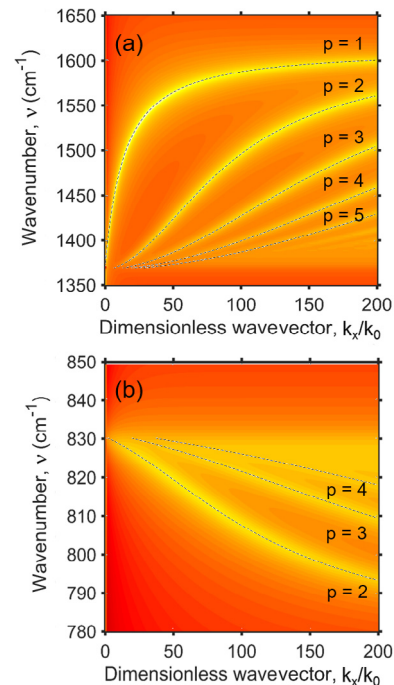 (a)
p = 1
p = 2
p = 3
p = 4
p = 5
Wavenumber, ν (cm⁻¹)
1650
1600
1550
1500
1450
1400
1350
0 50 100 150 200
Dimensionless wavevector, kₓ/k₀
(b)
p = 4
p = 3
p = 2
Wavenumber, ν (cm⁻¹)
850
840
830
820
810
800
790
780
0 50 100 150 200
Dimensionless wavevector, kₓ/k₀